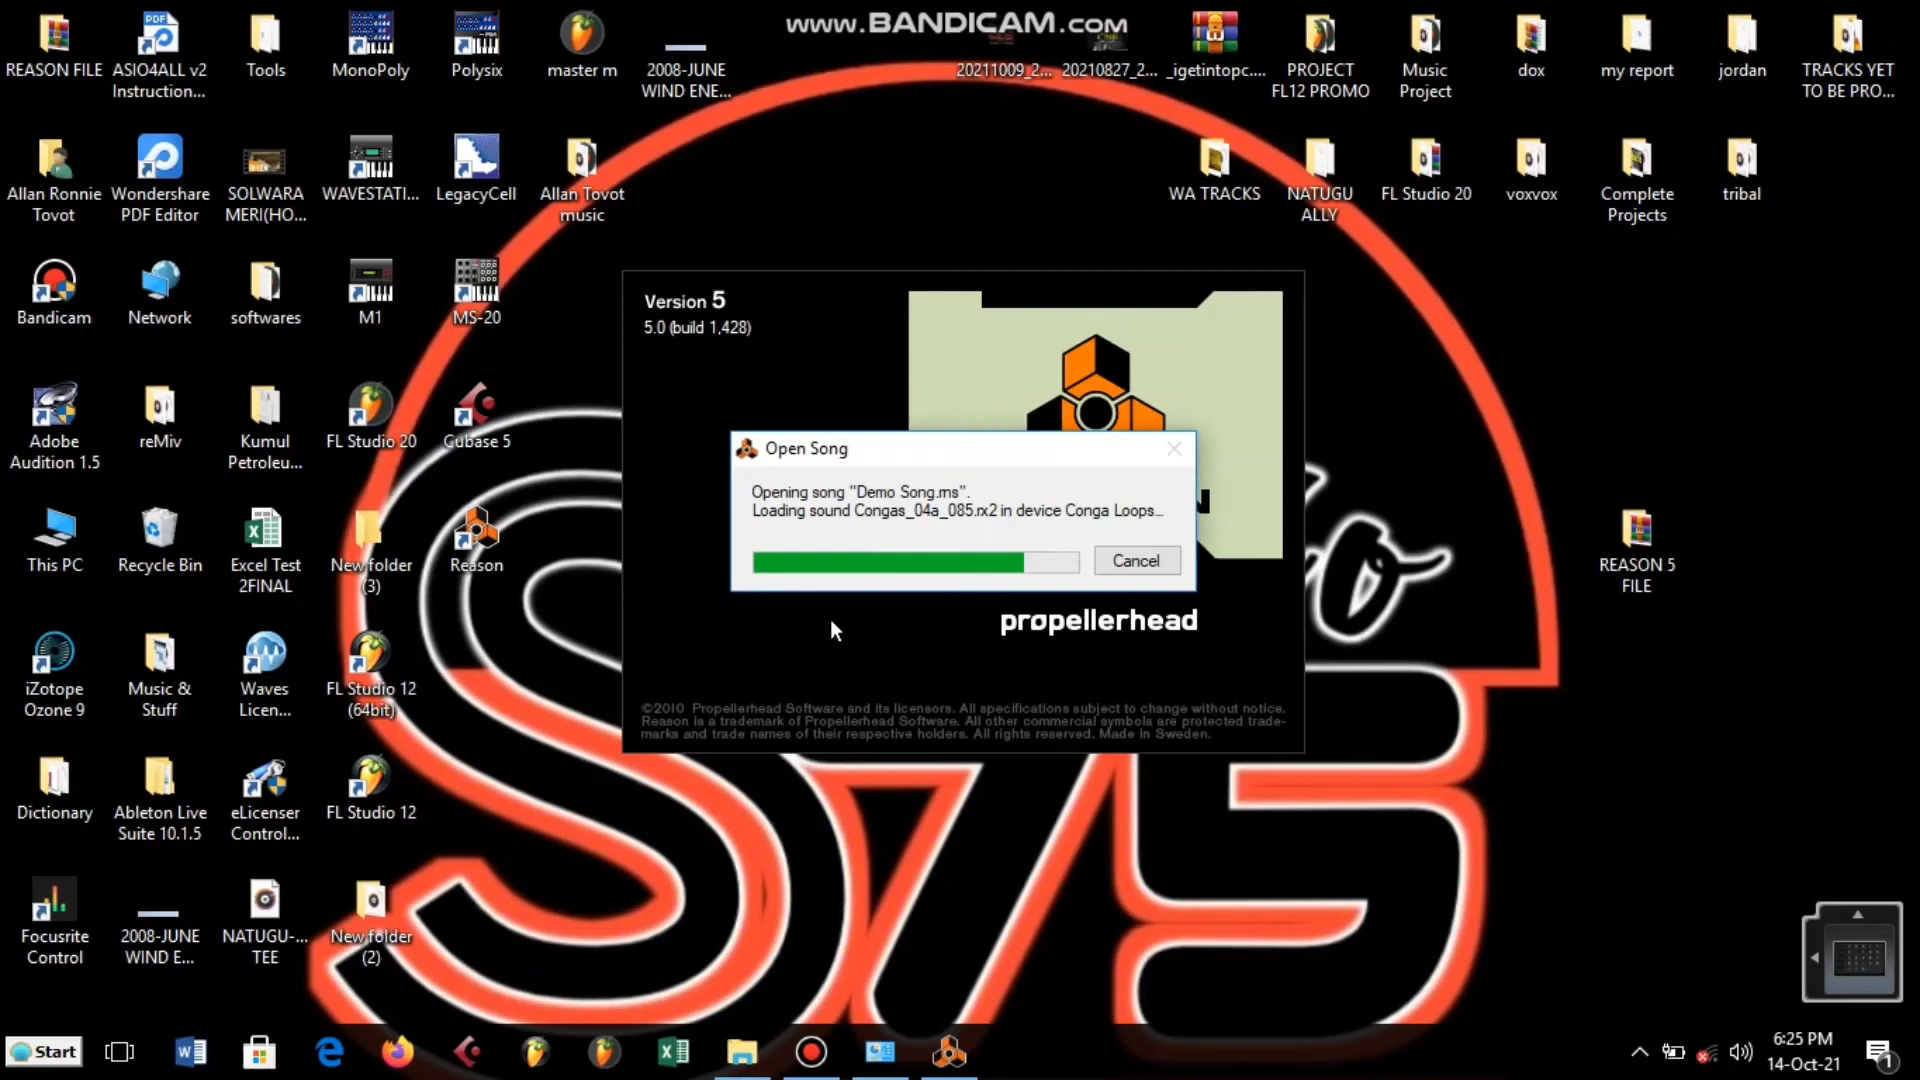 www.BANDICAM.com
REASON FILE
ASIO4ALL v2
Instruction...
Tools
MonoPoly
Polysix
master m
2008-JUNE
WIND ENE...
20211009_2...
20210827_2...
_igetintopc....
PROJECT
FL12 PROMO
Music
Project
dox
my report
jordan
TRACKS YET
TO BE PRO...
Allan Ronnie
Tovot
Wondershare
PDF Editor
SOLWARA
MERI(HO...
WAVESTATI...
LegacyCell
Allan Tovot
music
WA TRACKS
NATUGU
ALLY
FL Studio 20
voxvox
Complete
Projects
tribal
Bandicam
Network
softwares
M1
MS-20
Version 5
5.0 (build 1,428)
Adobe
Audition 1.5
reMiv
Kumul
Petroleu...
FL Studio 20
Cubase 5
Open Song
Opening song "Demo Song.rns".
Loading sound Congas_04a_085.rx2 in device Conga Loops...
Cancel
This PC
Recycle Bin
Excel Test
2FINAL
New folder
(3)
Reason
REASON 5
FILE
propellerhead
iZotope
Ozone 9
Music &
Stuff
Waves
Licen...
FL Studio 12
(64bit)
©2010 Propellerhead Software and its licensors. All specifications subject to change without notice.
Reason is a trademark of Propellerhead Software. All other commercial symbols are protected trade-
marks and trade names of their respective holders. All rights reserved. Made in Sweden.
Dictionary
Ableton Live
Suite 10.1.5
eLicenser
Control...
FL Studio 12
Focusrite
Control
2008-JUNE
WIND E...
NATUGU-...
TEE
New folder
(2)
Start
6:25 PM
14-Oct-21
1